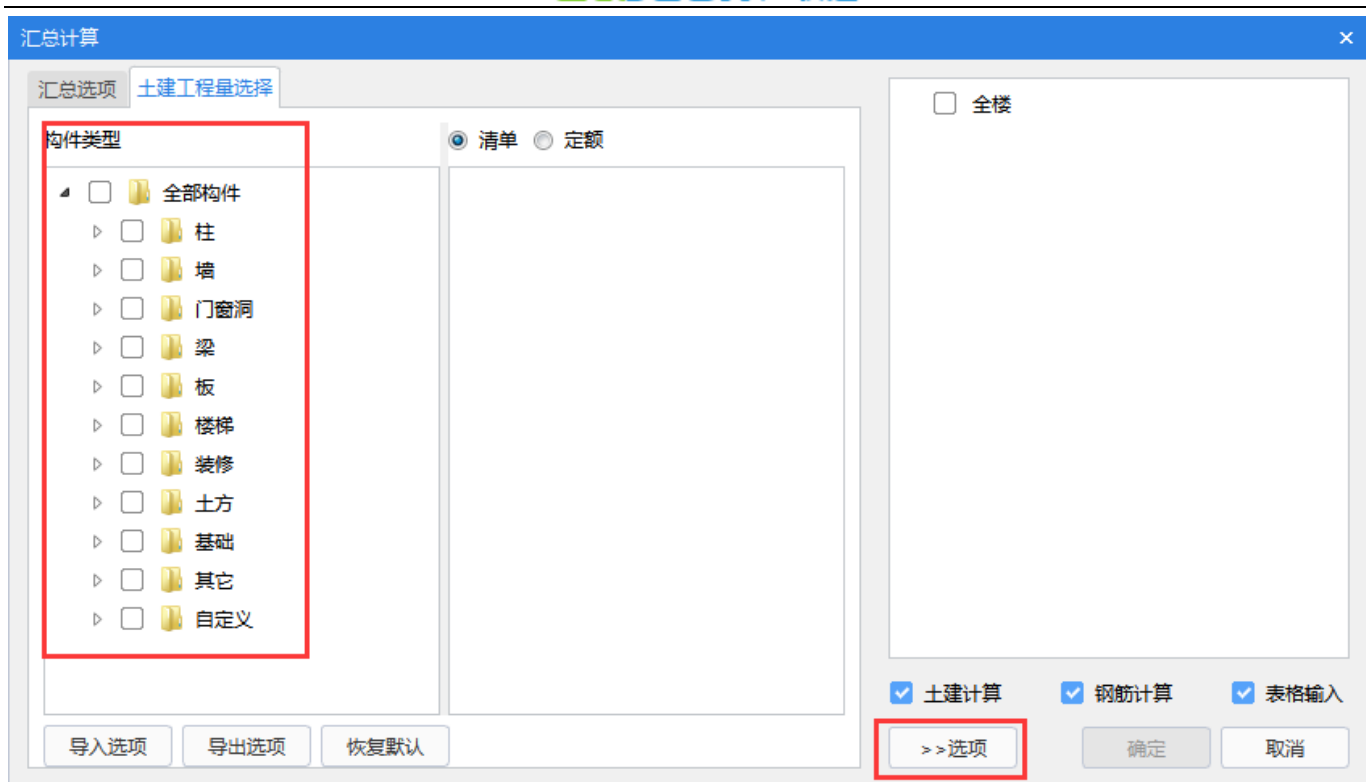 汇总计算
汇总选项 土建工程量选择
构件类型
清单 定额
全部构件
柱
墙
门窗洞
梁
板
楼梯
装修
土方
基础
其它
自定义
导入选项 导出选项 恢复默认
全楼
土建计算 钢筋计算 表格输入
>>选项 确定 取消